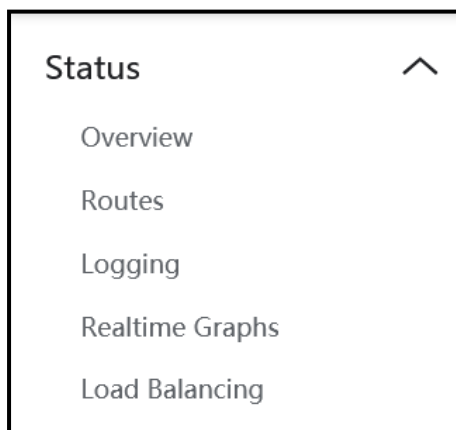 Status
Overview
Routes
Logging
Realtime Graphs
Load Balancing